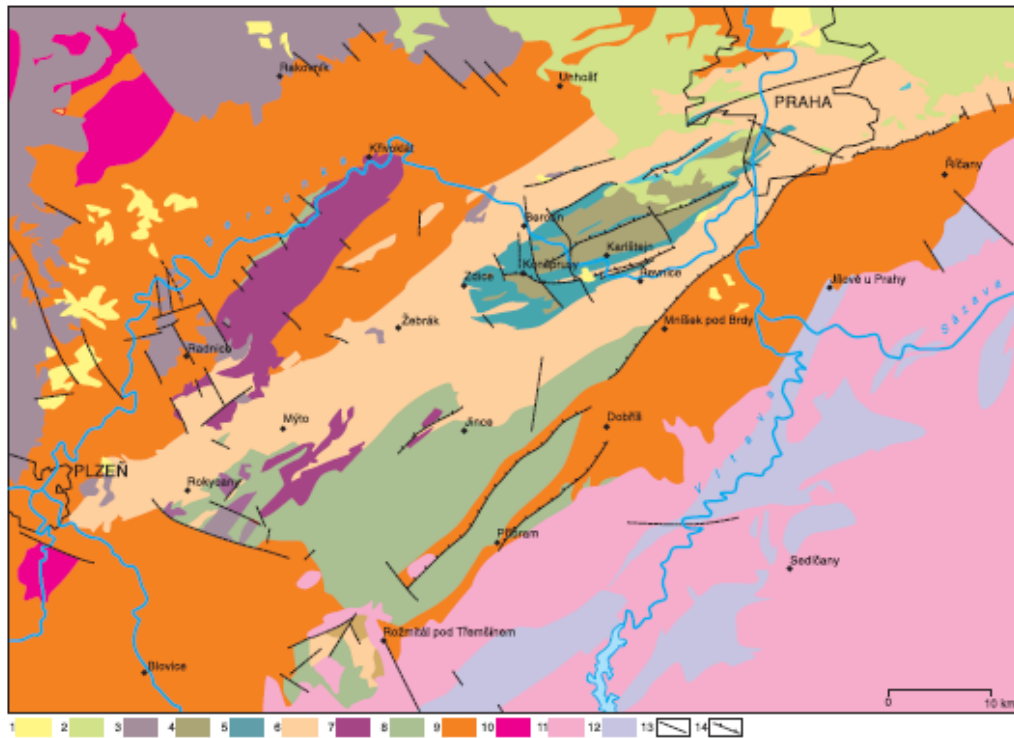 Rakovník
Unhošť
PRAHA
Křivoklát
Říčany
Beroun
Karlštejn
Koněprusy
Řevnice
Zdice
Jílové u Prahy
Sázava
Žebrák
Mníšek pod Brdy
Radnice
Mýto
Jince
Dobříš
Vltava
PLZEŇ
Rokycany
Příbram
Sedlčany
Rožmitál pod Třemšínem
Blovice
0 10 km
1 2 3 4 5 6 7 8 9 10 11 12 13 14